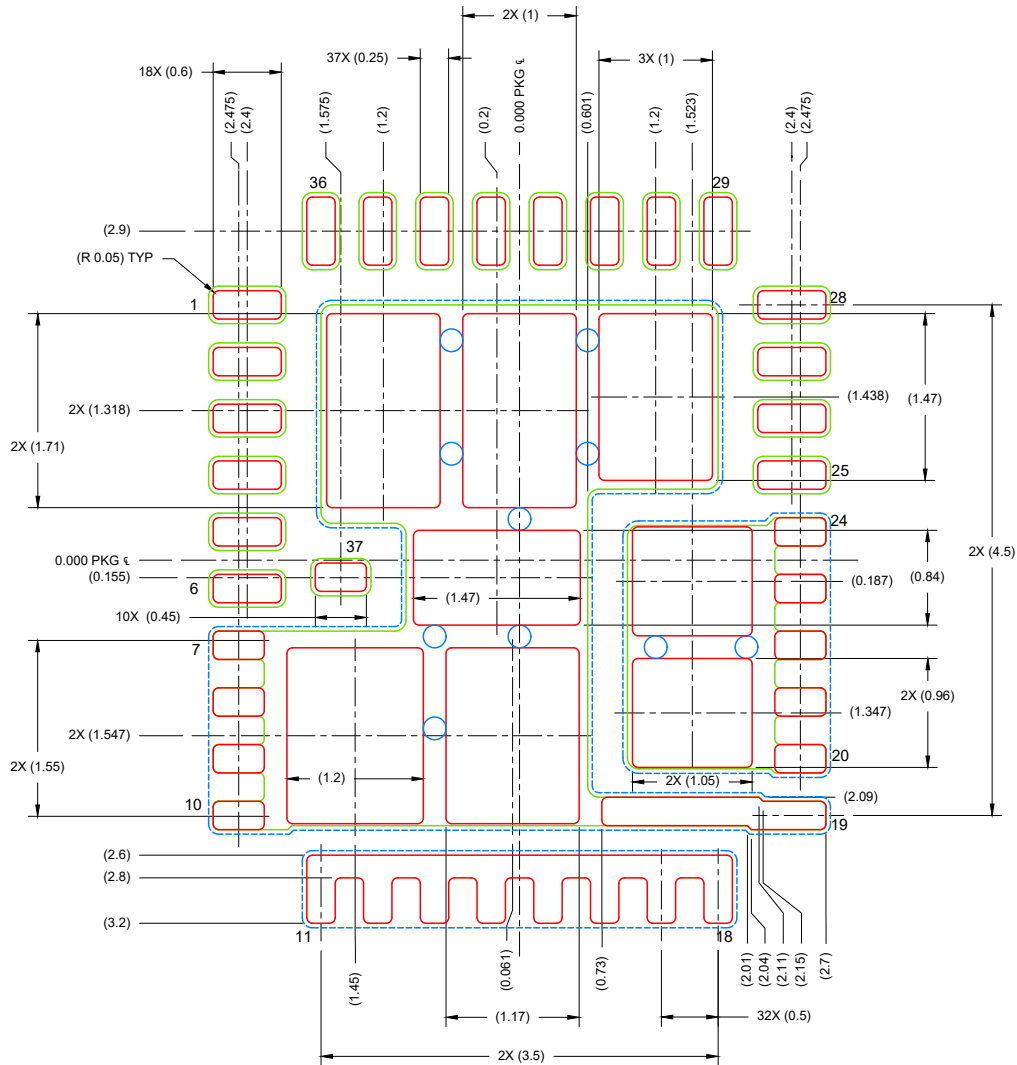 2X (1)
37X (0.25)
3X (1)
18X (0.6)
(2.475)
(2.4)
(1.575)
(1.2)
(0.2)
0.000 PKG ℄
(0.601)
(1.2)
(1.523)
(2.4)
(2.475)
36
29
(2.9)
(R 0.05) TYP
1
28
2X (1.318)
(1.438)
(1.47)
2X (1.71)
25
24
37
0.000 PKG ℄
(0.155)
2X (4.5)
6
(1.47)
(0.187)
(0.84)
10X (0.45)
7
2X (0.96)
(1.347)
2X (1.547)
2X (1.55)
(1.2)
2X (1.05)
20
10
(2.09)
19
(2.6)
(2.8)
(3.2)
11
18
(1.45)
(0.061)
(0.73)
(2.01)
(2.04)
(2.11)
(2.15)
(2.7)
(1.17)
32X (0.5)
2X (3.5)